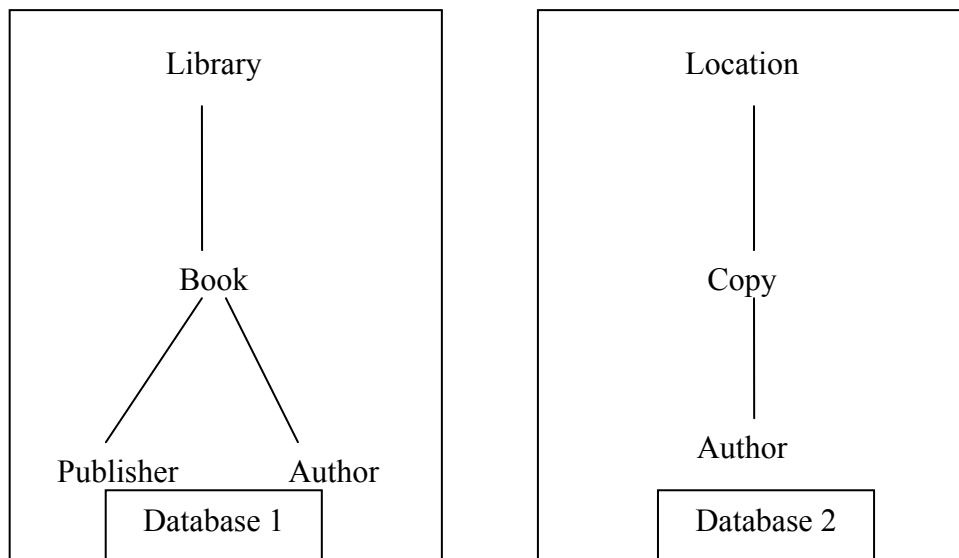 Library
Book
Publisher
Author
Database 1
Location
Copy
Author
Database 2